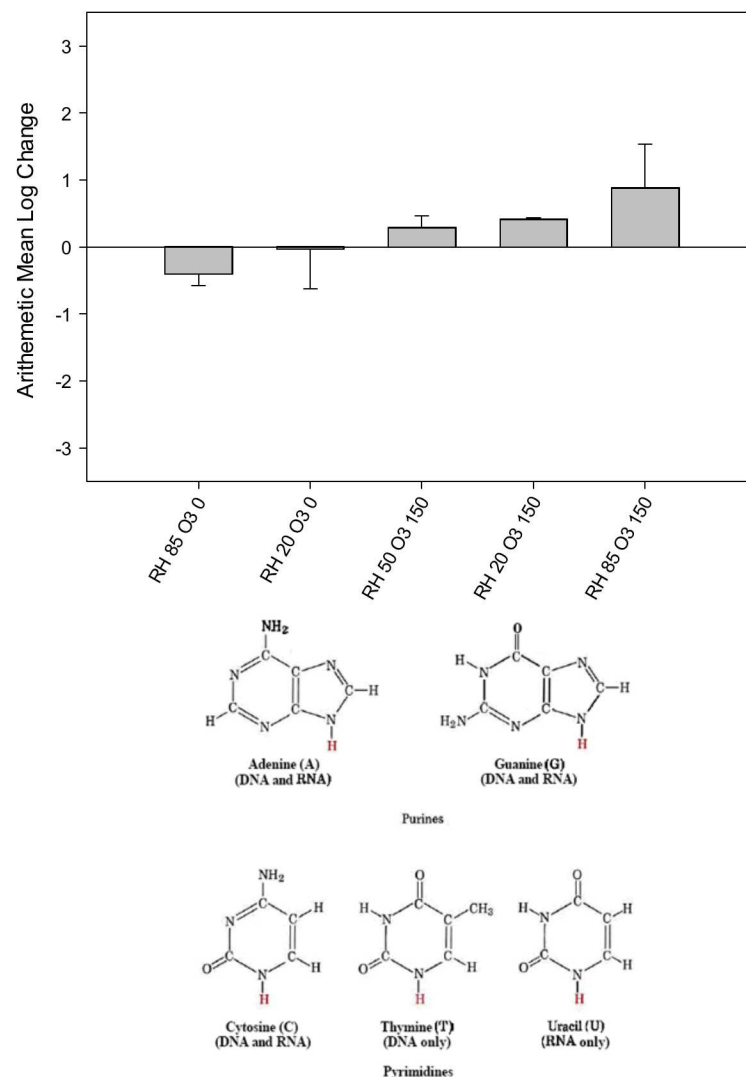 Arithemetic Mean Log Change
3
2
1
0
-1
-2
-3
RH 85 O3 0
RH 20 O3 0
RH 50 O3 150
RH 20 O3 150
RH 85 O3 150
NH₂
N
C
C
N
C
H
H
C
N
C
N
H
Adenine (A)
(DNA and RNA)
O
H
N
C
C
N
C
H
H₂N
C
N
C
N
H
Guanine (G)
(DNA and RNA)
Purines
NH₂
C
H
N
C
C
C
O
N
H
H
Cytosine (C)
(DNA and RNA)
O
C
CH₃
H
N
C
C
C
O
N
H
H
Thymine (T)
(DNA only)
O
C
H
H
N
C
C
C
O
N
H
H
Uracil (U)
(RNA only)
Pyrimidines